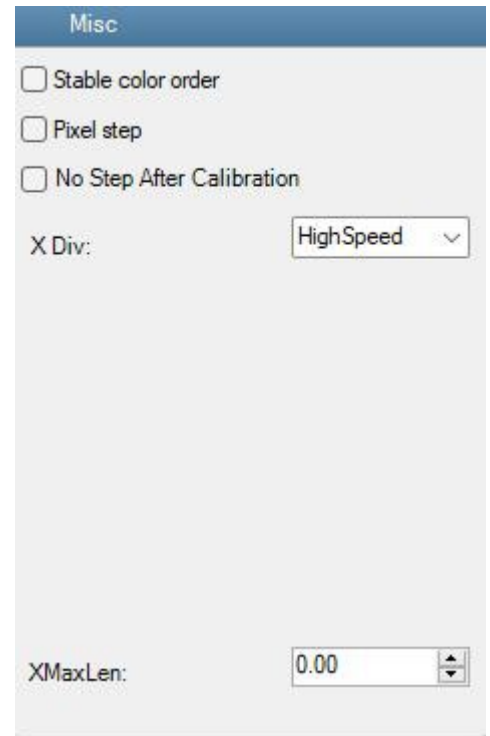 Misc
Stable color order
Pixel step
No Step After Calibration
X Div: HighSpeed
XMaxLen: 0.00